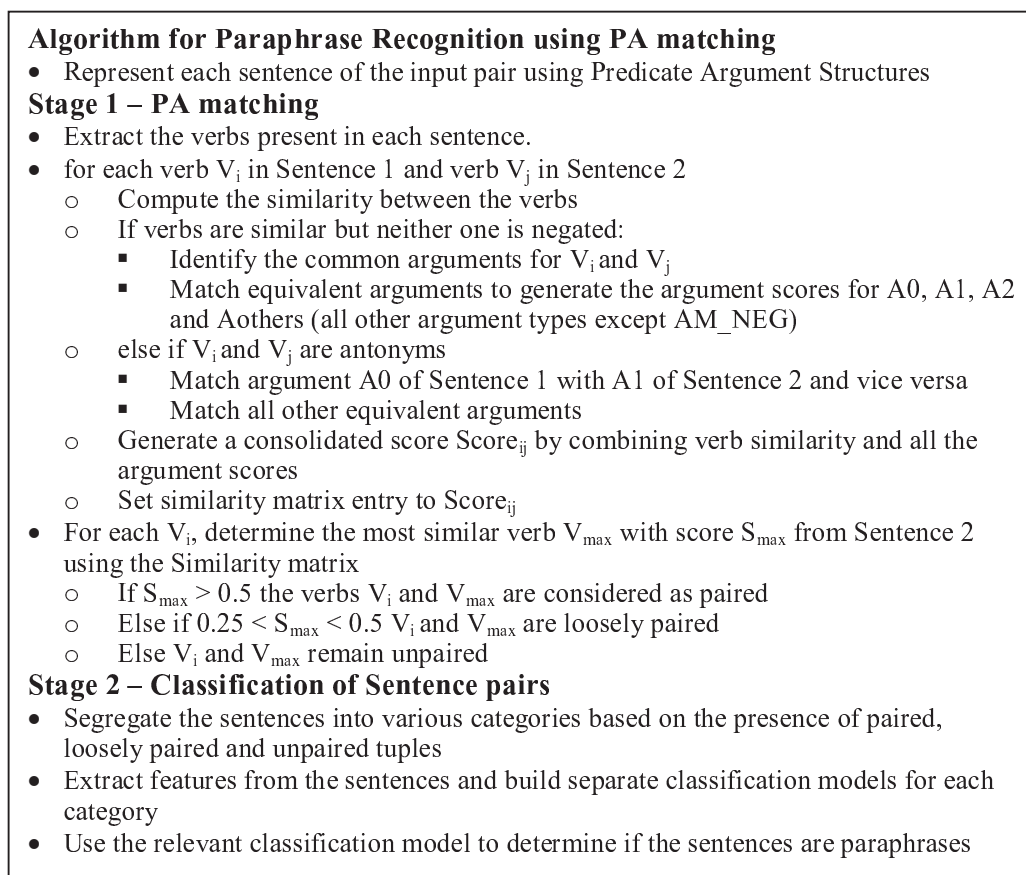 Algorithm for Paraphrase Recognition using PA matching
• Represent each sentence of the input pair using Predicate Argument Structures
Stage 1 – PA matching
• Extract the verbs present in each sentence.
• for each verb Vi in Sentence 1 and verb Vj in Sentence 2
o Compute the similarity between the verbs
o If verbs are similar but neither one is negated:
▪ Identify the common arguments for Vi and Vj
▪ Match equivalent arguments to generate the argument scores for A0, A1, A2
and Aothers (all other argument types except AM_NEG)
o else if Vi and Vj are antonyms
▪ Match argument A0 of Sentence 1 with A1 of Sentence 2 and vice versa
▪ Match all other equivalent arguments
o Generate a consolidated score Scoreij by combining verb similarity and all the
argument scores
o Set similarity matrix entry to Scoreij
• For each Vi, determine the most similar verb Vmax with score Smax from Sentence 2
using the Similarity matrix
o If Smax > 0.5 the verbs Vi and Vmax are considered as paired
o Else if 0.25 < Smax < 0.5 Vi and Vmax are loosely paired
o Else Vi and Vmax remain unpaired
Stage 2 – Classification of Sentence pairs
• Segregate the sentences into various categories based on the presence of paired,
loosely paired and unpaired tuples
• Extract features from the sentences and build separate classification models for each
category
• Use the relevant classification model to determine if the sentences are paraphrases